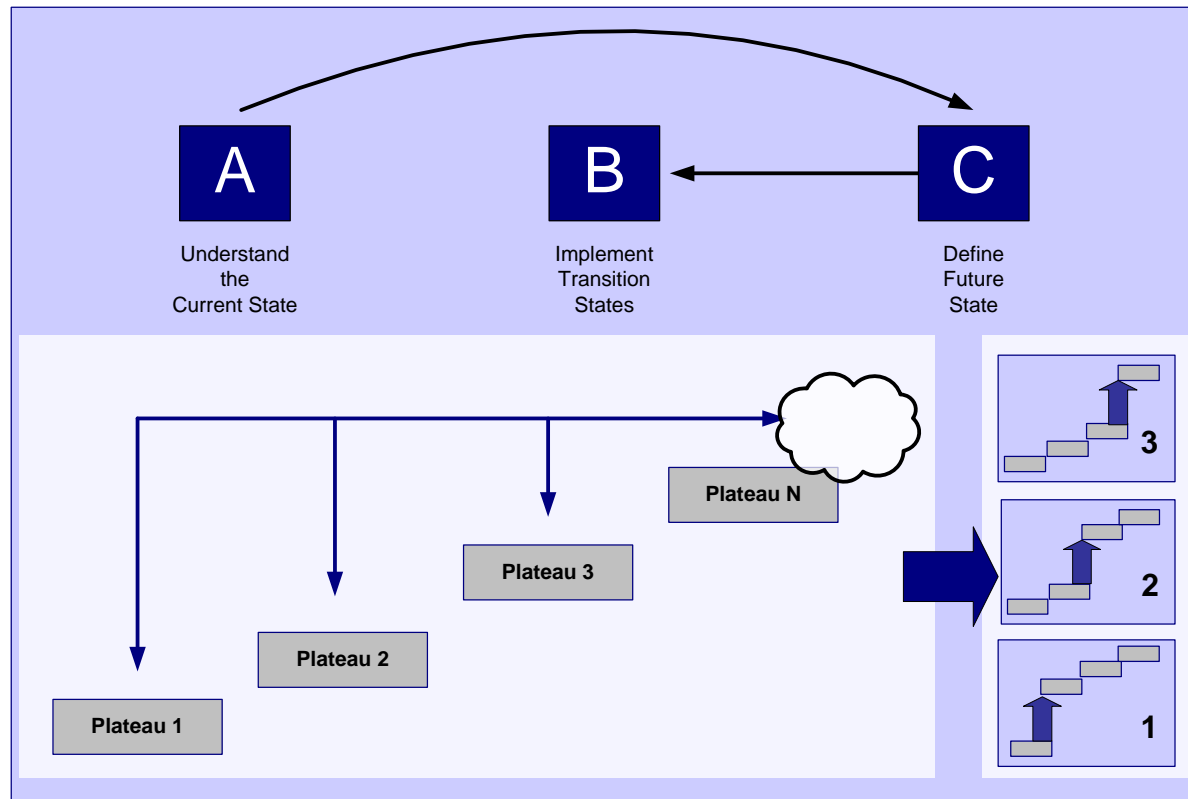 A
B
C
Understand
the
Current State
Implement
Transition
States
Define
Future
State
Plateau N
Plateau 3
Plateau 2
Plateau 1
3
2
1